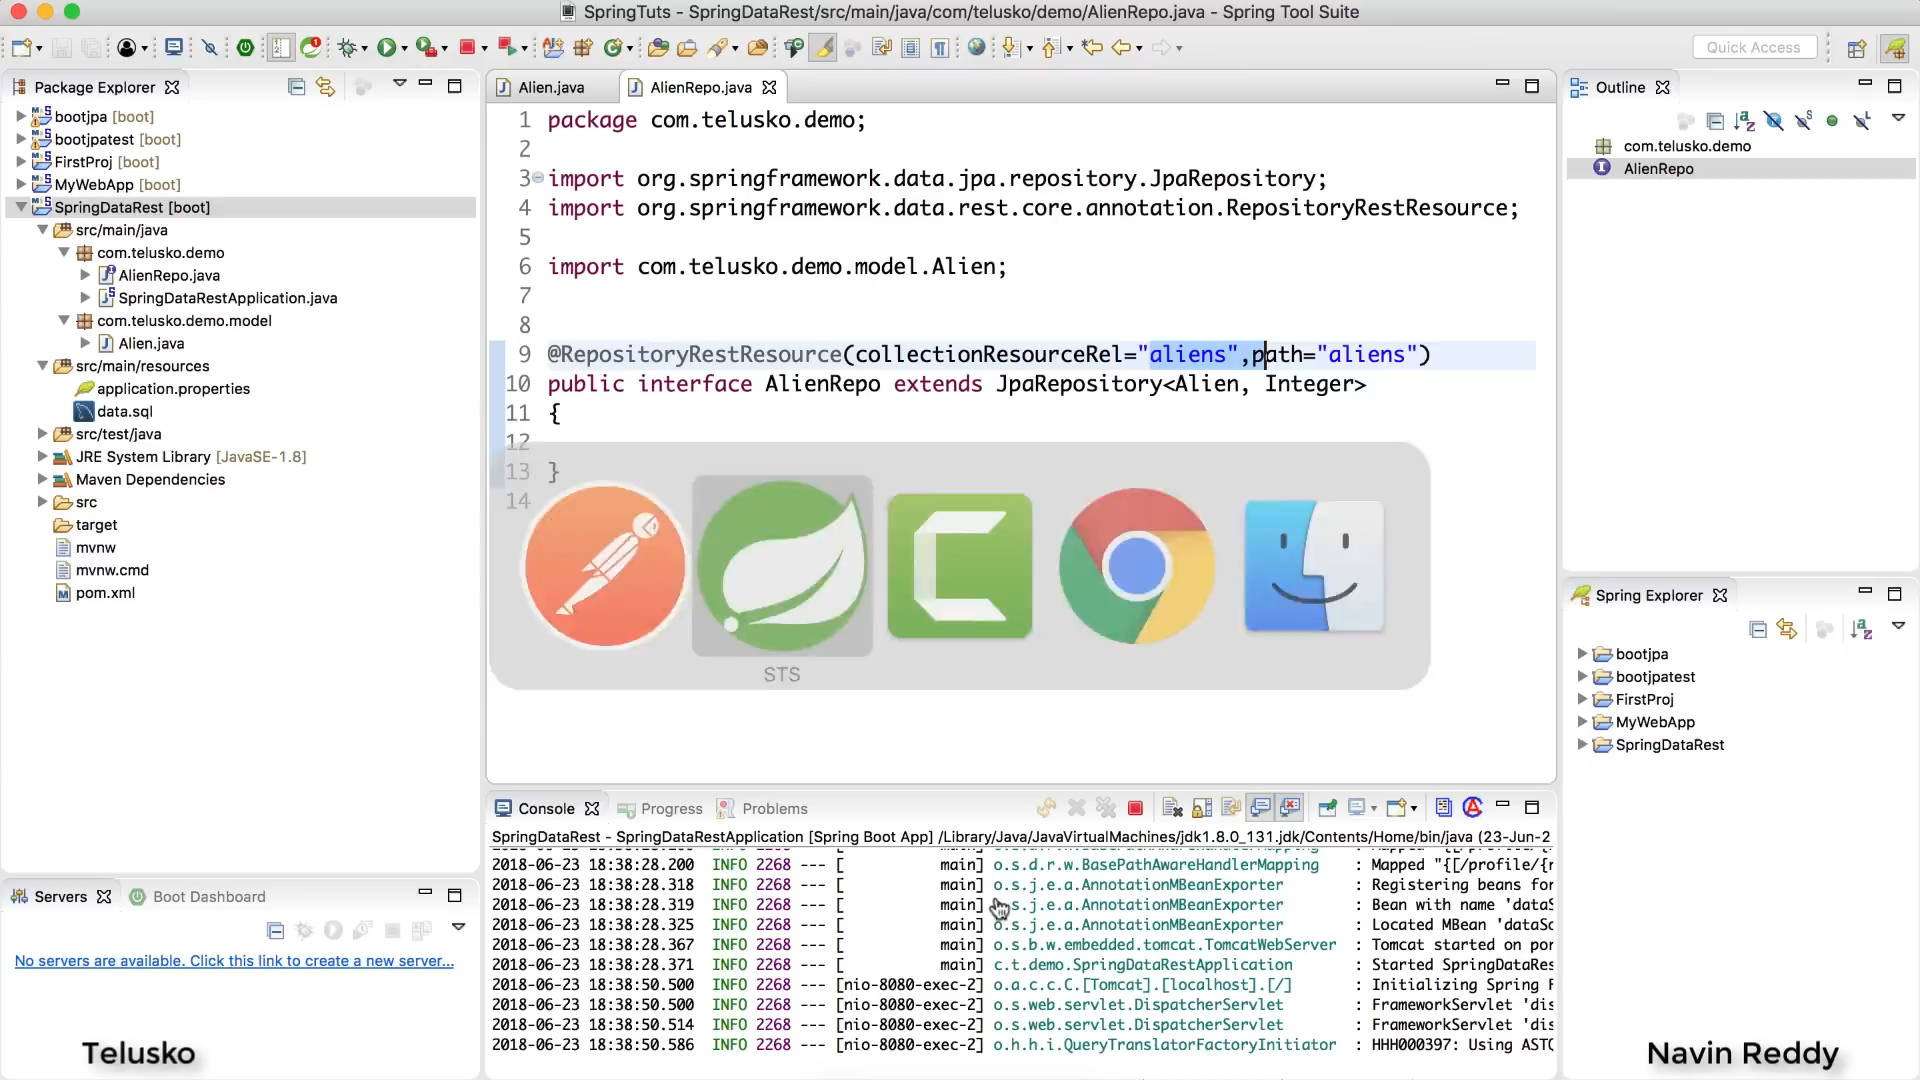 SpringTuts - SpringDataRest/src/main/java/com/telusko/demo/AlienRepo.java - Spring Tool Suite
Quick Access
Package Explorer
bootjpa [boot]
bootjpatest [boot]
FirstProj [boot]
MyWebApp [boot]
SpringDataRest [boot]
src/main/java
com.telusko.demo
AlienRepo.java
SpringDataRestApplication.java
com.telusko.demo.model
Alien.java
src/main/resources
application.properties
data.sql
src/test/java
JRE System Library [JavaSE-1.8]
Maven Dependencies
src
target
mvnw
mvnw.cmd
pom.xml
Servers
Boot Dashboard
No servers are available. Click this link to create a new server...
Telusko
Alien.java
AlienRepo.java
1 package com.telusko.demo;
2
3 import org.springframework.data.jpa.repository.JpaRepository;
4 import org.springframework.data.rest.core.annotation.RepositoryRestResource;
5
6 import com.telusko.demo.model.Alien;
7
8
9 @RepositoryRestResource(collectionResourceRel="aliens",path="aliens")
10 public interface AlienRepo extends JpaRepository<Alien, Integer>
11 {
12
13 }
14
STS
Console
Progress
Problems
SpringDataRest - SpringDataRestApplication [Spring Boot App] /Library/Java/JavaVirtualMachines/jdk1.8.0_131.jdk/Contents/Home/bin/java (23-Jun-2
2018-06-23 18:38:28.200 INFO 2268 --- [ main] o.s.d.r.w.BasePathAwareHandlerMapping : Mapped "{[/profile/{r
2018-06-23 18:38:28.318 INFO 2268 --- [ main] o.s.j.e.a.AnnotationMBeanExporter : Registering beans for
2018-06-23 18:38:28.319 INFO 2268 --- [ main] o.s.j.e.a.AnnotationMBeanExporter : Bean with name 'dataS
2018-06-23 18:38:28.325 INFO 2268 --- [ main] o.s.j.e.a.AnnotationMBeanExporter : Located MBean 'dataSo
2018-06-23 18:38:28.367 INFO 2268 --- [ main] o.s.b.w.embedded.tomcat.TomcatWebServer : Tomcat started on por
2018-06-23 18:38:28.371 INFO 2268 --- [ main] c.t.demo.SpringDataRestApplication : Started SpringDataRes
2018-06-23 18:38:50.500 INFO 2268 --- [nio-8080-exec-2] o.a.c.c.C.[Tomcat].[localhost].[/] : Initializing Spring F
2018-06-23 18:38:50.500 INFO 2268 --- [nio-8080-exec-2] o.s.web.servlet.DispatcherServlet : FrameworkServlet 'dis
2018-06-23 18:38:50.514 INFO 2268 --- [nio-8080-exec-2] o.s.web.servlet.DispatcherServlet : FrameworkServlet 'dis
2018-06-23 18:38:50.586 INFO 2268 --- [nio-8080-exec-2] o.h.h.i.QueryTranslatorFactoryInitiator : HHH000397: Using ASTQ
Outline
com.telusko.demo
AlienRepo
Spring Explorer
bootjpa
bootjpatest
FirstProj
MyWebApp
SpringDataRest
Navin Reddy